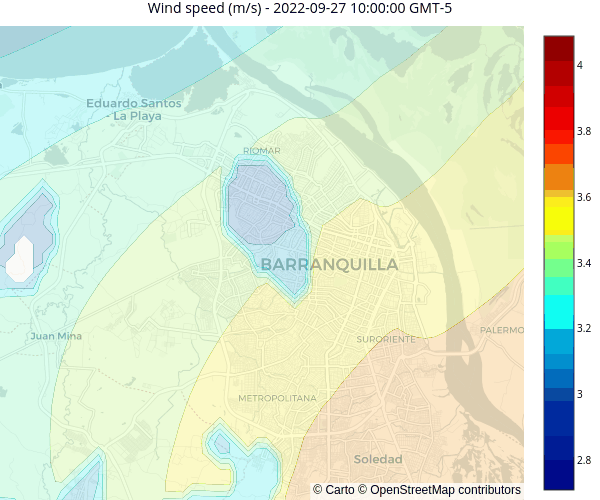 Wind speed (m/s) - 2022-09-27 10:00:00 GMT-5
Eduardo Santos
- La Playa
RIOMAR
BARRANQUILLA
Juan Mina
SURORIENTE
PALERMO
METROPOLITANA
Soledad
© Carto © OpenStreetMap contributors
4
3.8
3.6
3.4
3.2
3
2.8